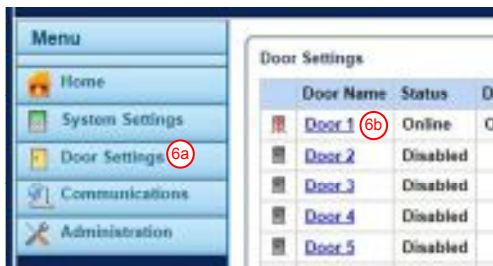 Menu
Home
System Settings
Door Settings 6a
Communications
Administration
Door Settings
Door Name Status D
Door 1 6b Online
Door 2 Disabled
Door 3 Disabled
Door 4 Disabled
Door 5 Disabled